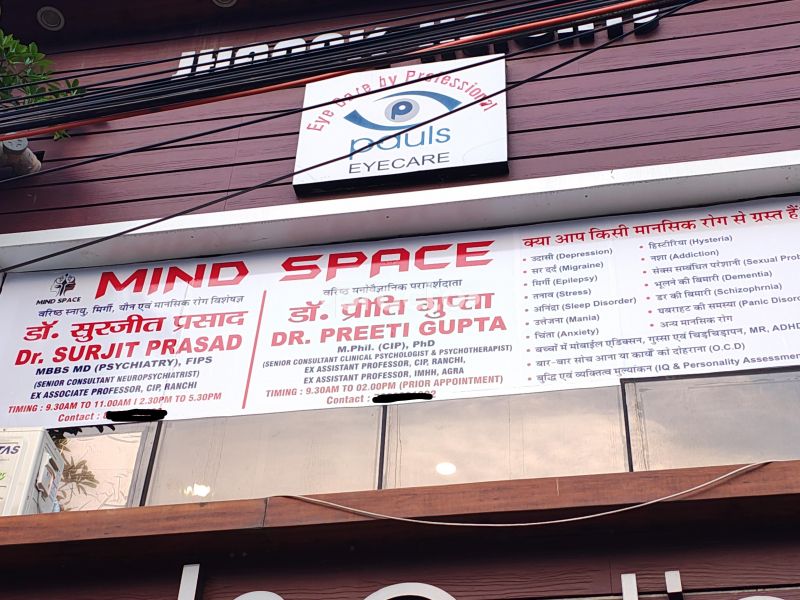 Eye Care by Professional
P
pauls
EYECARE
MIND SPACE
MIND SPACE
वरिष्ठ स्नायु, मिर्गी, यौन एवं मानसिक रोग विशेषज्ञ
डॉ. सुरजीत प्रसाद
Dr. SURJIT PRASAD
MBBS MD (PSYCHIATRY), FIPS
(SENIOR CONSULTANT NEUROPSYCHIATRIST)
EX ASSOCIATE PROFESSOR, CIP, RANCHI
TIMING : 9.30AM TO 11.00AM I 2.30PM TO 5.30PM
Contact :
वरिष्ठ मनोवैज्ञानिक परामर्शदाता
डॉ. प्रीति गुप्ता
DR. PREETI GUPTA
M.Phil. (CIP), PhD
(SENIOR CONSULTANT CLINICAL PSYCHOLOGIST & PSYCHOTHERAPIST)
EX ASSISTANT PROFESSOR, CIP, RANCHI,
EX ASSISTANT PROFESSOR, IMHH, AGRA
TIMING : 9.30AM TO 02.00PM (PRIOR APPOINTMENT)
Contact :
क्या आप किसी मानसिक रोग से ग्रस्त हैं
• उदासी (Depression)
• सर दर्द (Migraine)
• मिर्गी (Epilepsy)
• तनाव (Stress)
• अनिंद्रा (Sleep Disorder)
• उत्तेजना (Mania)
• चिंता (Anxiety)
• हिस्टीरिया (Hysteria)
• नशा (Addiction)
• सेक्स सम्बंधित परेशानी (Sexual Prob
• भूलने की बिमारी (Dementia)
• डर की बिमारी (Schizophrnia)
• घबराहट की समस्या (Panic Disor
• अन्य मानसिक रोग
• बच्चों में मोबाईल एडिक्सन, गुस्सा एवं चिड़चिड़ापन, MR, ADHD
• बार-बार सोच आना या कार्यों को दोहराना (O.C.D)
• बुद्धि एवं व्यक्तित्व मूल्यांकन (IQ & Personality Assessmen